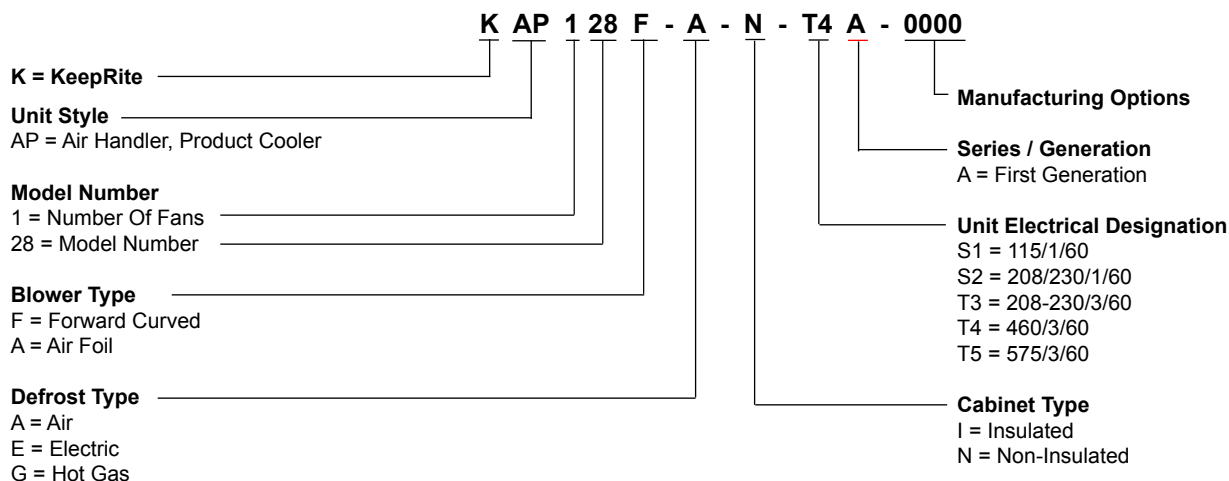 K AP 1 28 F - A - N - T4 A - 0000
K = KeepRite
Unit Style
AP = Air Handler, Product Cooler
Model Number
1 = Number Of Fans
28 = Model Number
Blower Type
F = Forward Curved
A = Air Foil
Defrost Type
A = Air
E = Electric
G = Hot Gas
Manufacturing Options
Series / Generation
A = First Generation
Unit Electrical Designation
S1 = 115/1/60
S2 = 208/230/1/60
T3 = 208-230/3/60
T4 = 460/3/60
T5 = 575/3/60
Cabinet Type
I = Insulated
N = Non-Insulated